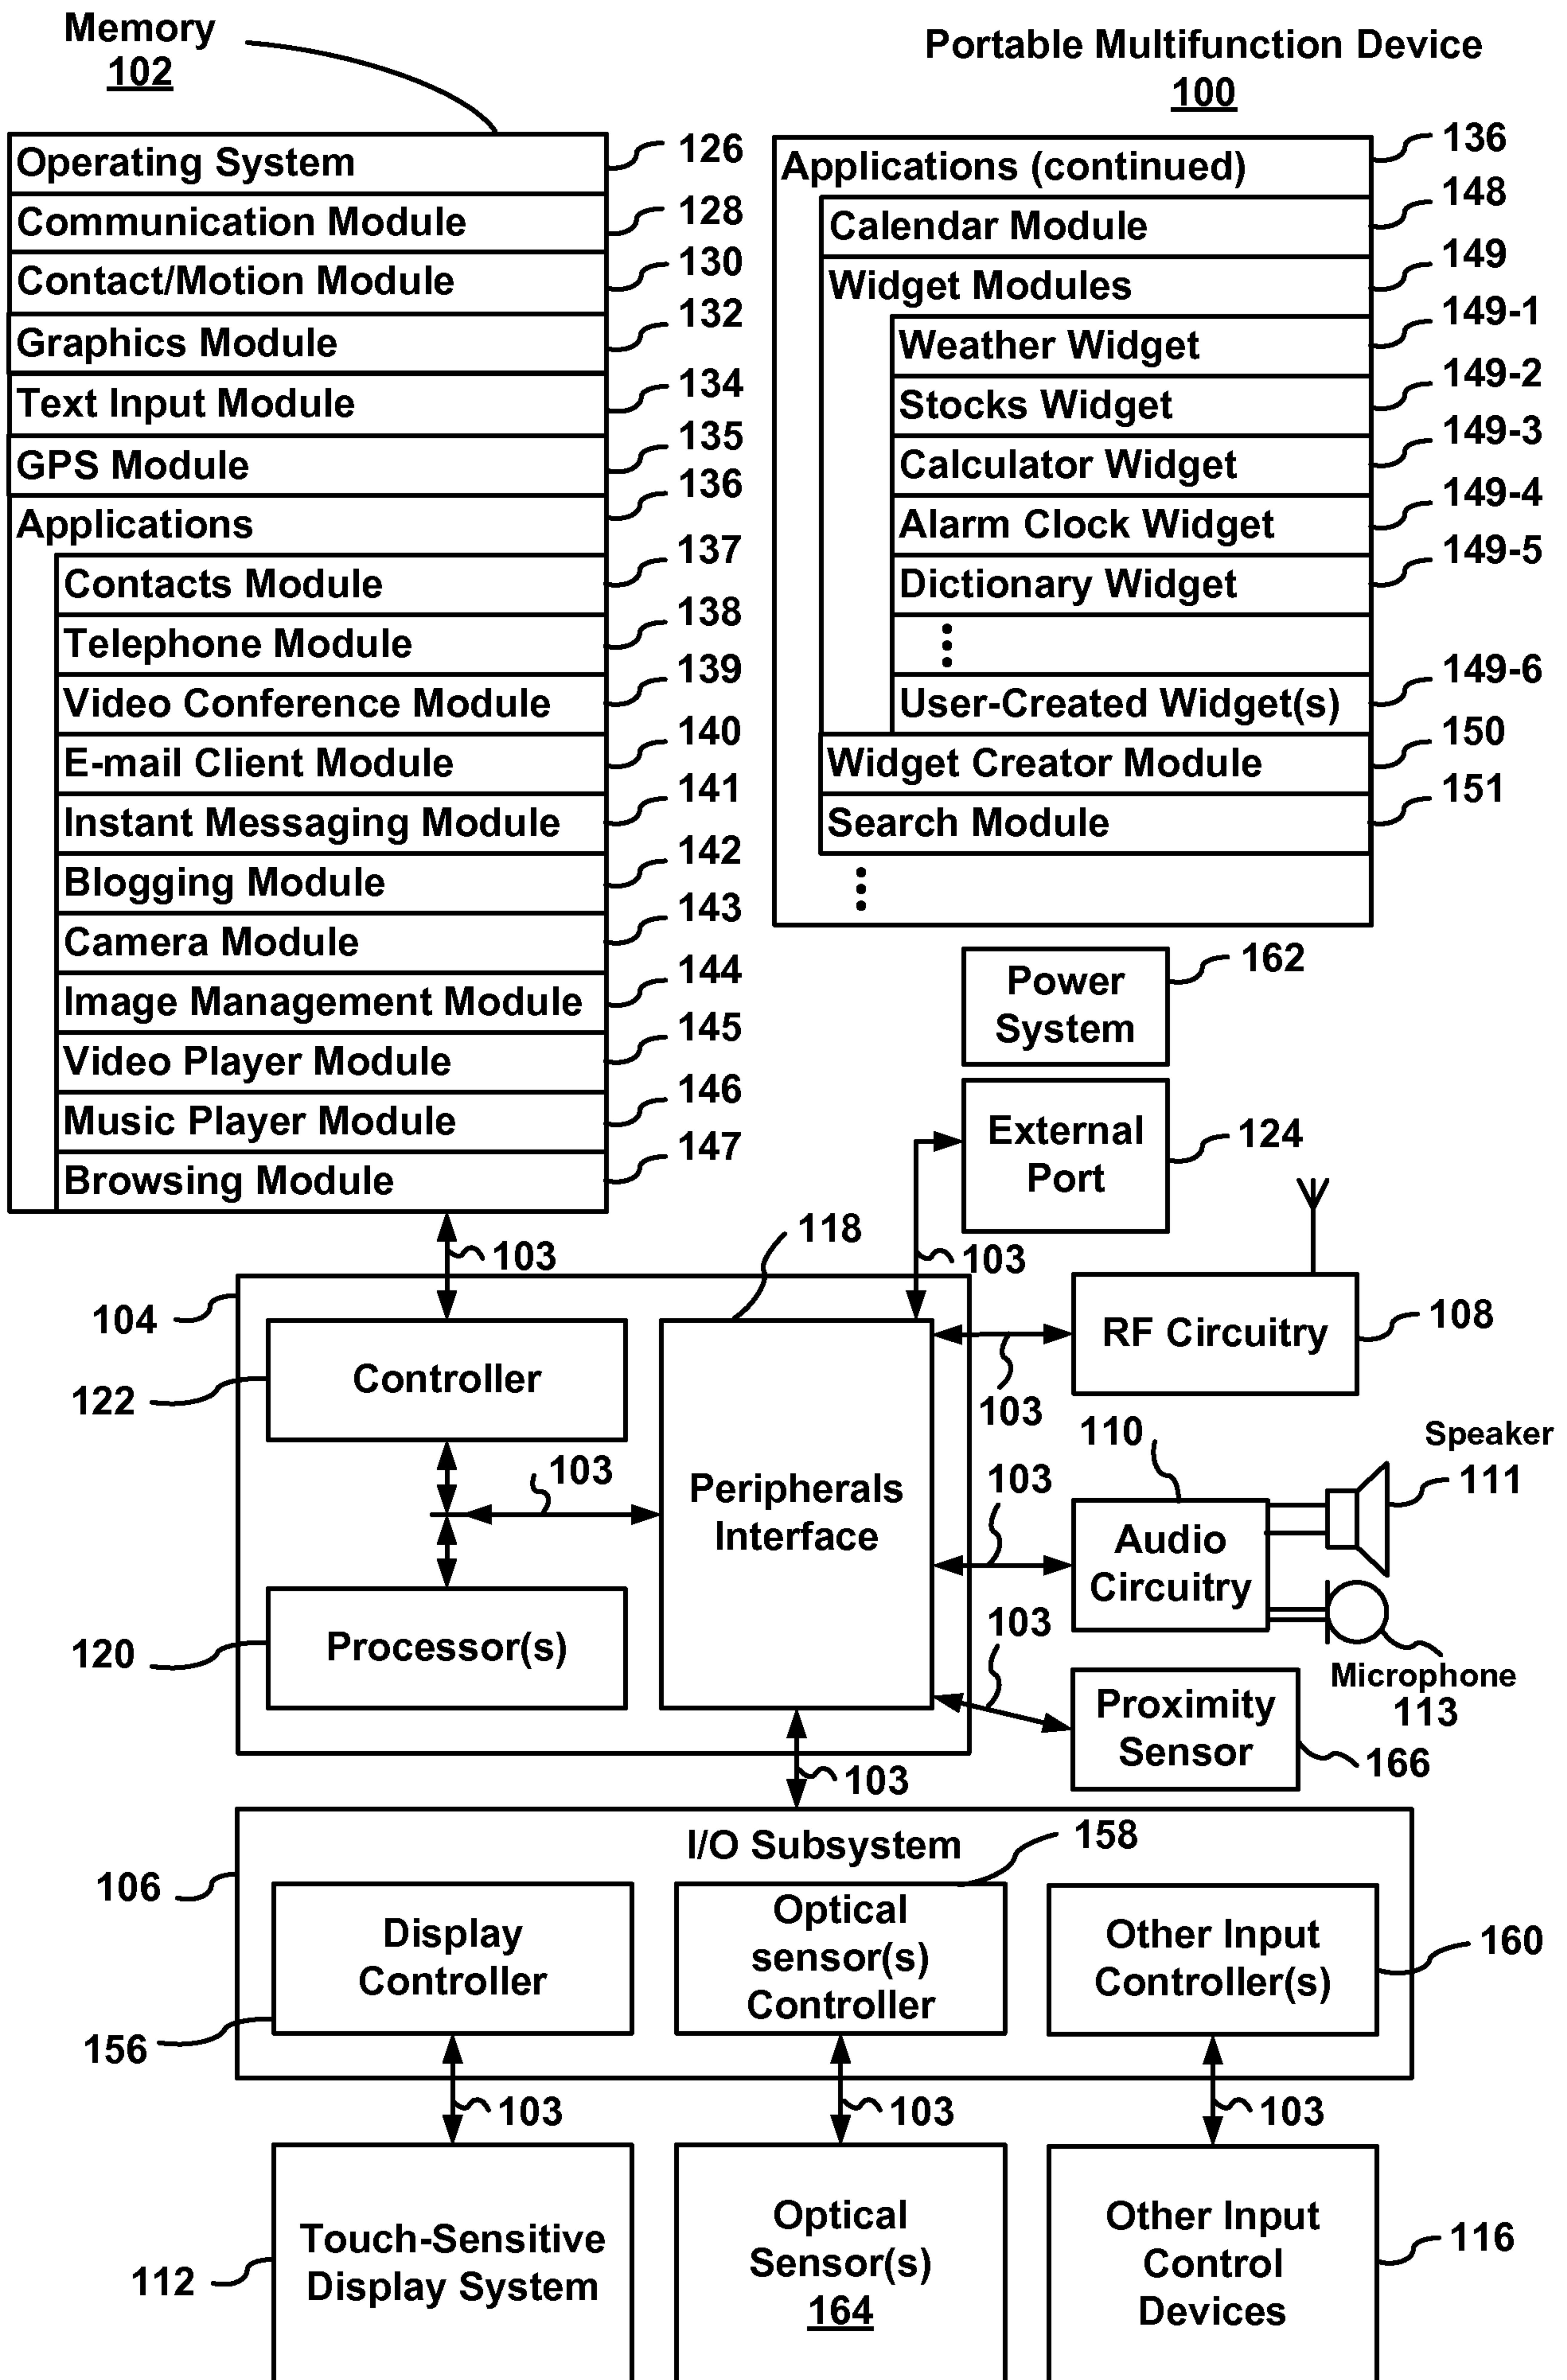 Memory
102
Portable Multifunction Device
100
Operating System 126
Communication Module 128
Contact/Motion Module 130
Graphics Module 132
Text Input Module 134
GPS Module 135
Applications 136
Contacts Module 137
Telephone Module 138
Video Conference Module 139
E-mail Client Module 140
Instant Messaging Module 141
Blogging Module 142
Camera Module 143
Image Management Module 144
Video Player Module 145
Music Player Module 146
Browsing Module 147
Applications (continued) 136
Calendar Module 148
Widget Modules 149
Weather Widget 149-1
Stocks Widget 149-2
Calculator Widget 149-3
Alarm Clock Widget 149-4
Dictionary Widget 149-5
User-Created Widget(s) 149-6
Widget Creator Module 150
Search Module 151
Power
System
162
External
Port
124
103
118
103
104
Controller
122
RF Circuitry
108
103
103
Peripherals
Interface
Processor(s)
120
110
Speaker
111
103
Audio
Circuitry
103
Microphone
113
Proximity
Sensor
166
103
I/O Subsystem
158
106
Display
Controller
156
Optical
sensor(s)
Controller
Other Input
Controller(s)
160
103
103
103
Touch-Sensitive
Display System
112
Optical
Sensor(s)
164
Other Input
Control
Devices
116